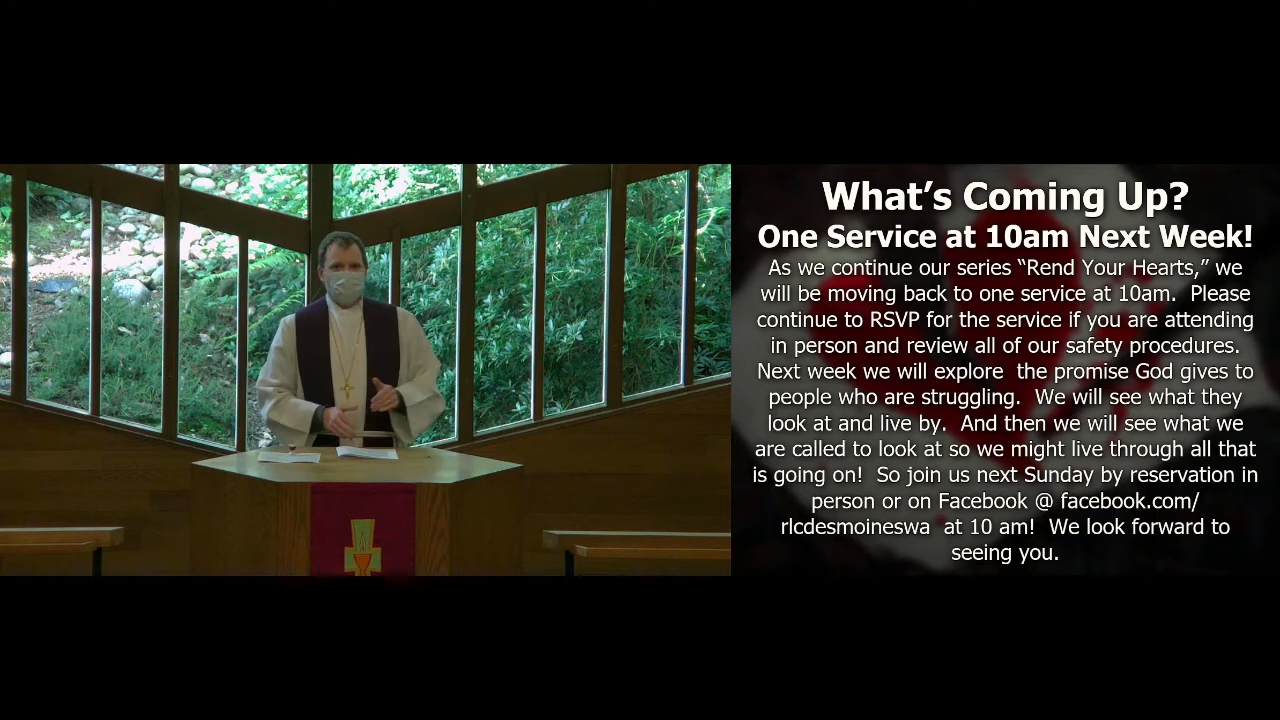 What's Coming Up?
One Service at 10am Next Week!
As we continue our series “Rend Your Hearts,” we
will be moving back to one service at 10am.  Please
continue to RSVP for the service if you are attending
in person and review all of our safety procedures.
Next week we will explore  the promise God gives to
people who are struggling.  We will see what they
look at and live by.  And then we will see what we
are called to look at so we might live through all that
is going on!  So join us next Sunday by reservation in
person or on Facebook @ facebook.com/
rlcdesmoineswa  at 10 am!  We look forward to
seeing you.